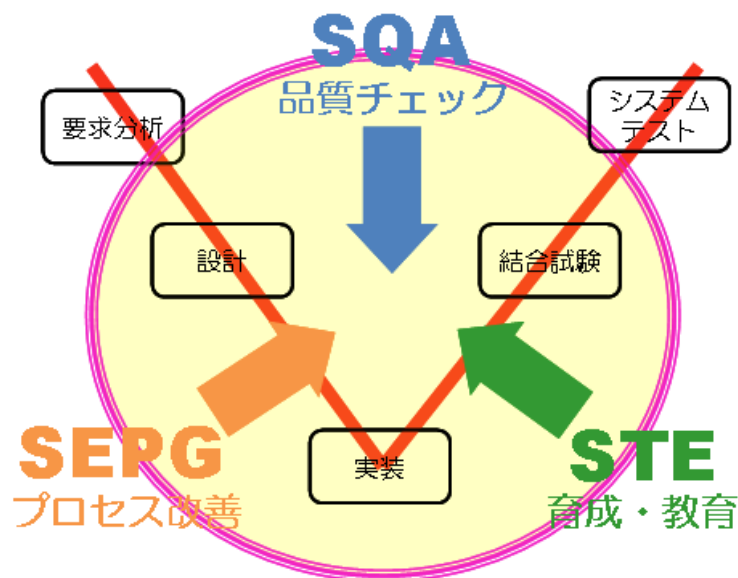 SQA
品質チェック
要求分析
システム
テスト
設計
結合試験
SEPG
プロセス改善
実装
STE
育成・教育